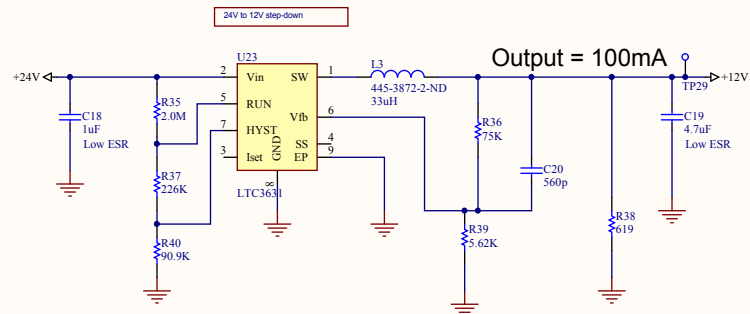 24V to 12V step-down
U23
Output = 100mA
L3
+24V
2
Vin
SW
1
445-3872-2-ND
33uH
TP29
+12V
C18
1uF
Low ESR
R35
2.0M
5
RUN
7
HYST
Vfb
6
R36
75K
C19
4.7uF
Low ESR
3
Iset
GND
SS
4
EP
9
8
C20
560p
R37
226K
LTC3631
R40
90.9K
R39
5.62K
R38
619